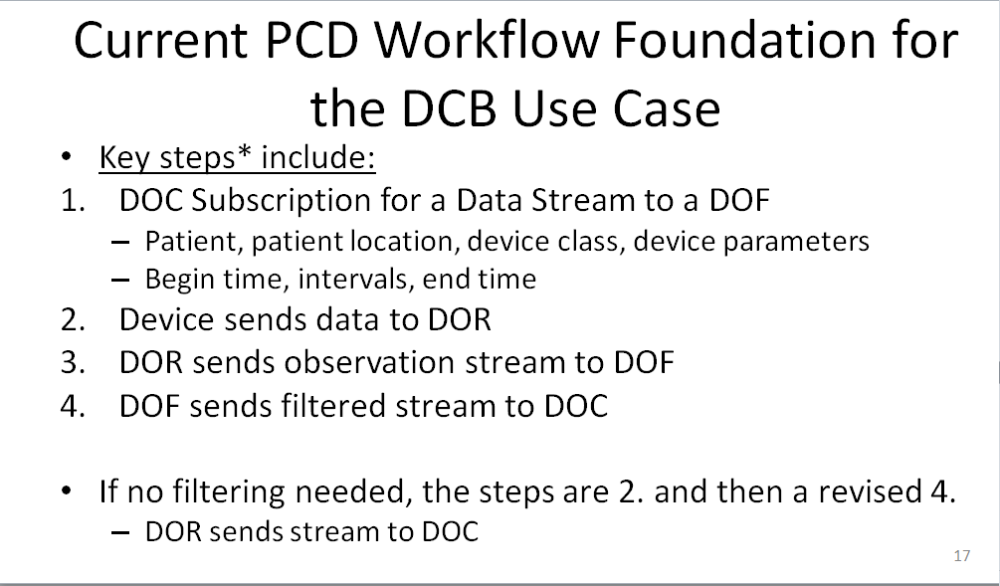 Current PCD Workflow Foundation for
the DCB Use Case
• Key steps* include:
1. DOC Subscription for a Data Stream to a DOF
– Patient, patient location, device class, device parameters
– Begin time, intervals, end time
2. Device sends data to DOR
3. DOR sends observation stream to DOF
4. DOF sends filtered stream to DOC
• If no filtering needed, the steps are 2. and then a revised 4.
– DOR sends stream to DOC
17